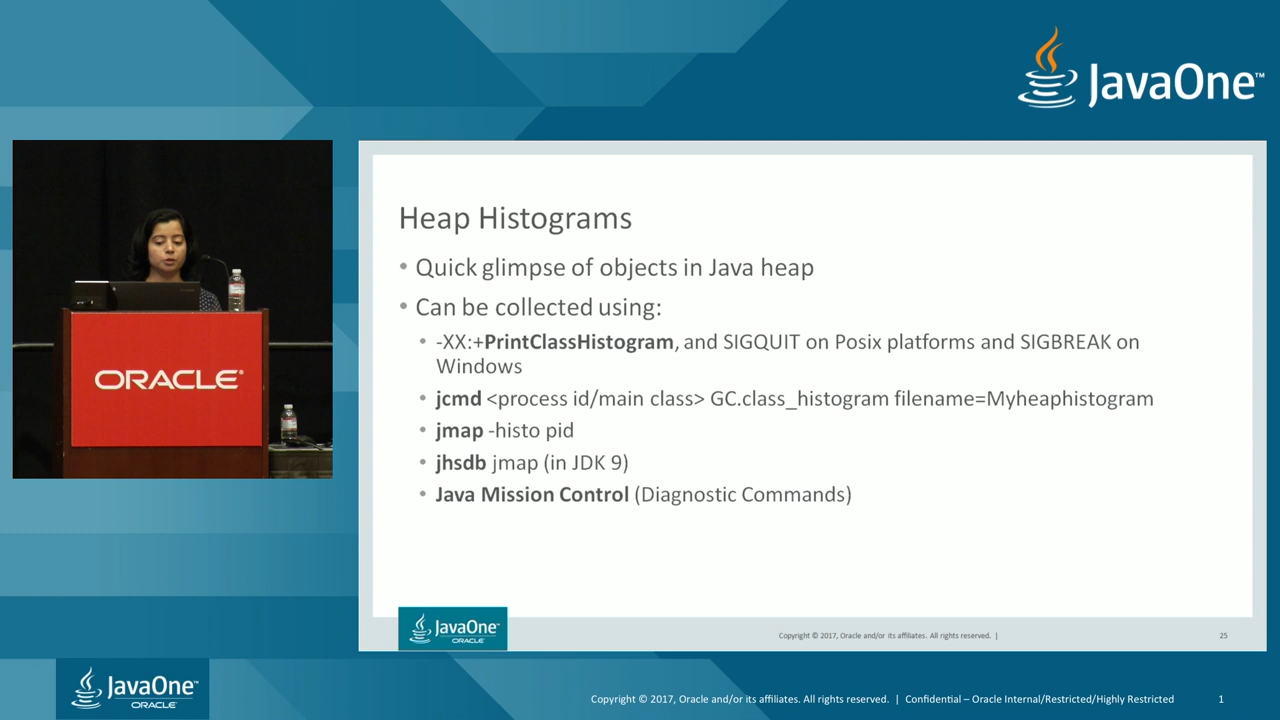 JavaOne™
ORACLE®
Heap Histograms
• Quick glimpse of objects in Java heap
• Can be collected using:
• -XX:+PrintClassHistogram, and SIGQUIT on Posix platforms and SIGBREAK on
Windows
• jcmd <process id/main class> GC.class_histogram filename=Myheaphistogram
• jmap -histo pid
• jhsdb jmap (in JDK 9)
• Java Mission Control (Diagnostic Commands)
JavaOne™
ORACLE
Copyright © 2017, Oracle and/or its affiliates. All rights reserved. |
25
JavaOne™
ORACLE
Copyright © 2017, Oracle and/or its affiliates. All rights reserved. | Confidential – Oracle Internal/Restricted/Highly Restricted
1